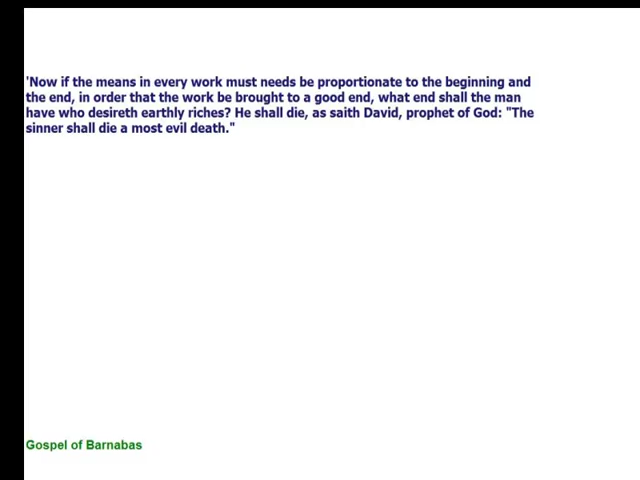 'Now if the means in every work must needs be proportionate to the beginning and
the end, in order that the work be brought to a good end, what end shall the man
have who desireth earthly riches? He shall die, as saith David, prophet of God: "The
sinner shall die a most evil death."
Gospel of Barnabas